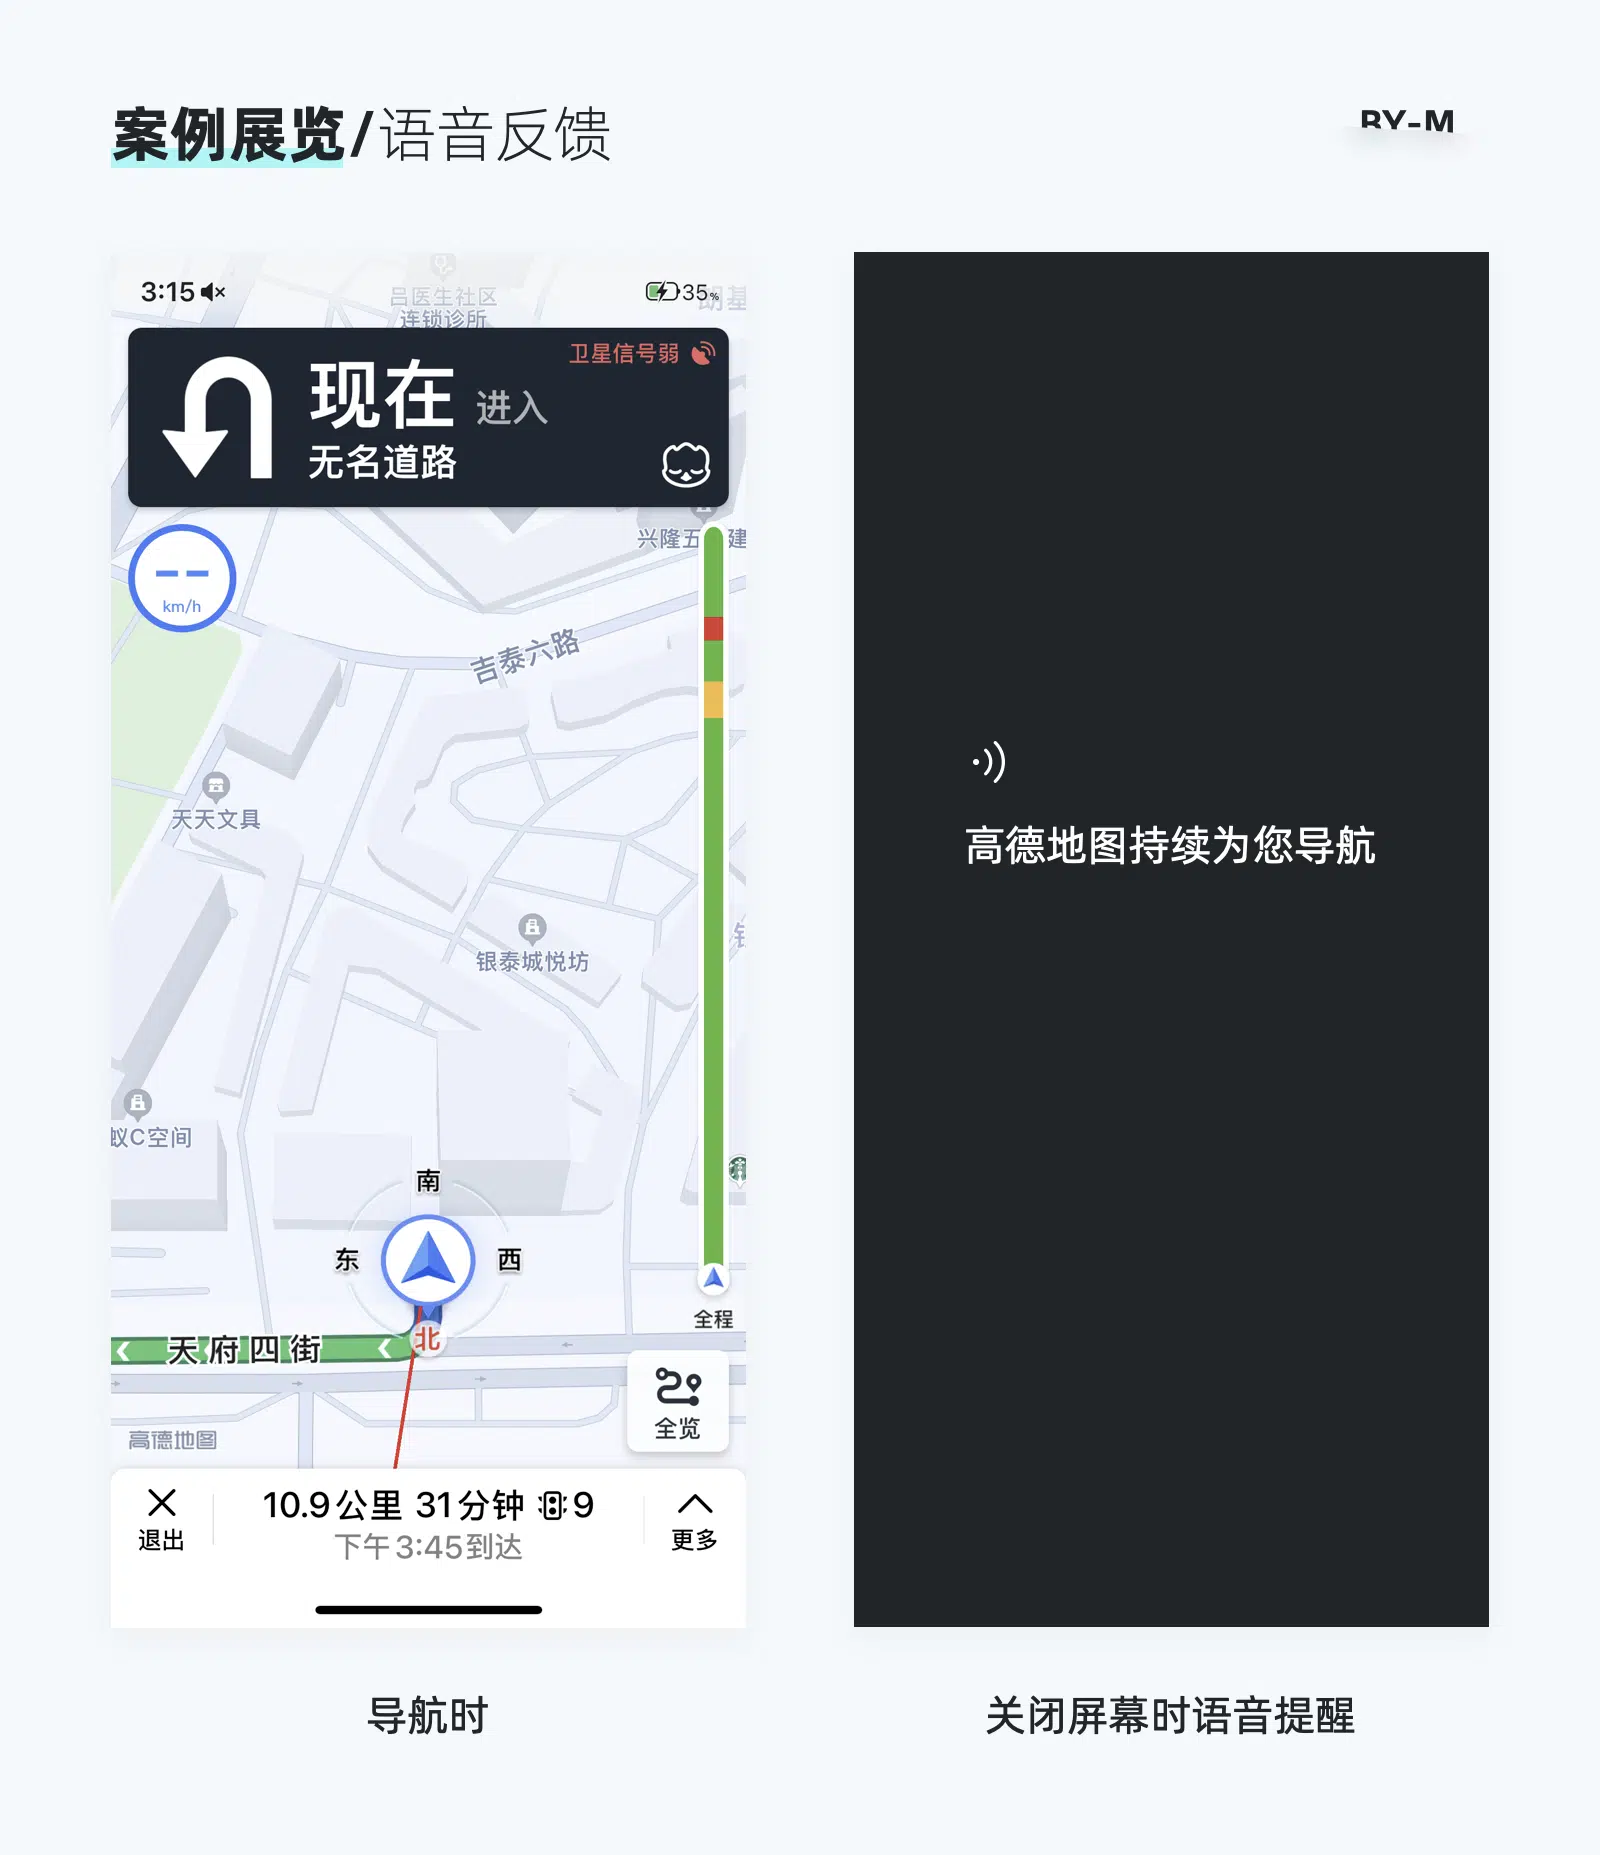 案例展览/语音反馈
BY-M
3:15
35%
吕医生社区
连锁诊所
卫星信号弱
现在 进入
无名道路
兴隆五
建
-- km/h
吉泰六路
天天文具
银泰城悦坊
蚁C空间
南
东
西
北
全程
天府四街
全览
高德地图
10.9公里 31分钟 9
退出
更多
下午3:45到达
高德地图持续为您导航
导航时
关闭屏幕时语音提醒